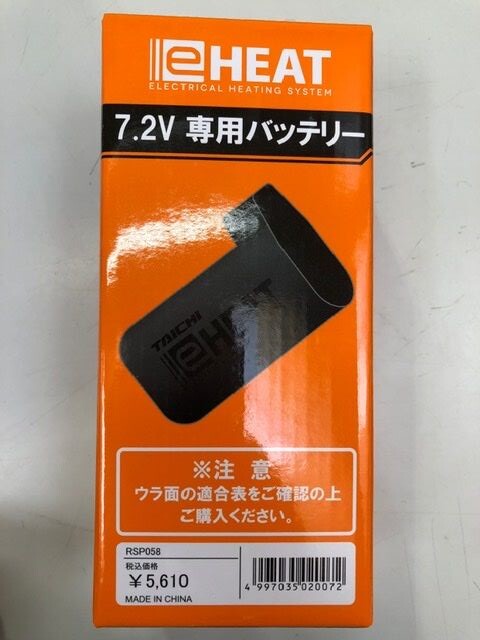 eHEAT
ELECTRICAL HEATING SYSTEM
7.2V 専用バッテリー
TAICHI
eHEAT
※注 意
ウラ面の適合表をご確認の上
ご購入ください。
RSP058
税込価格
￥5,610
MADE IN CHINA
4 997035 020072